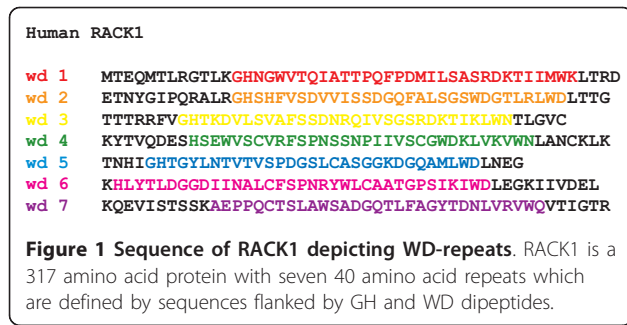 Human RACK1
wd 1 MTEQMTLRGTLKGHNGWVTQIATTPQFPDMILSASRDKTIIMWKLTRD
wd 2 ETNYGIPQRALRGHSHFVSDVVISSDGQFALSGSWDGTLRLWDLTTG
wd 3 TTTRRFVGHTKDVLSVAFSSDNRQIVSGSRDKTIKLWNTLGVC
wd 4 KYTVQDESHSEWVSCVRFSPNSSNPIIVSCGWDKLVKVWNLANCKLK
wd 5 TNHIGHTGYLNTVTVSPDGSLCASGGKDGQAMLWDLNEG
wd 6 KHLYTLDGGDIINALCFSPNRYWLCAATGPSIKIWDLEGKIIVDEL
wd 7 KQEVISTSSKAEPPQCTSLAWSADGQTLFAGYTDNLVRVWQVTIGTR
Figure 1 Sequence of RACK1 depicting WD-repeats. RACK1 is a
317 amino acid protein with seven 40 amino acid repeats which
are defined by sequences flanked by GH and WD dipeptides.